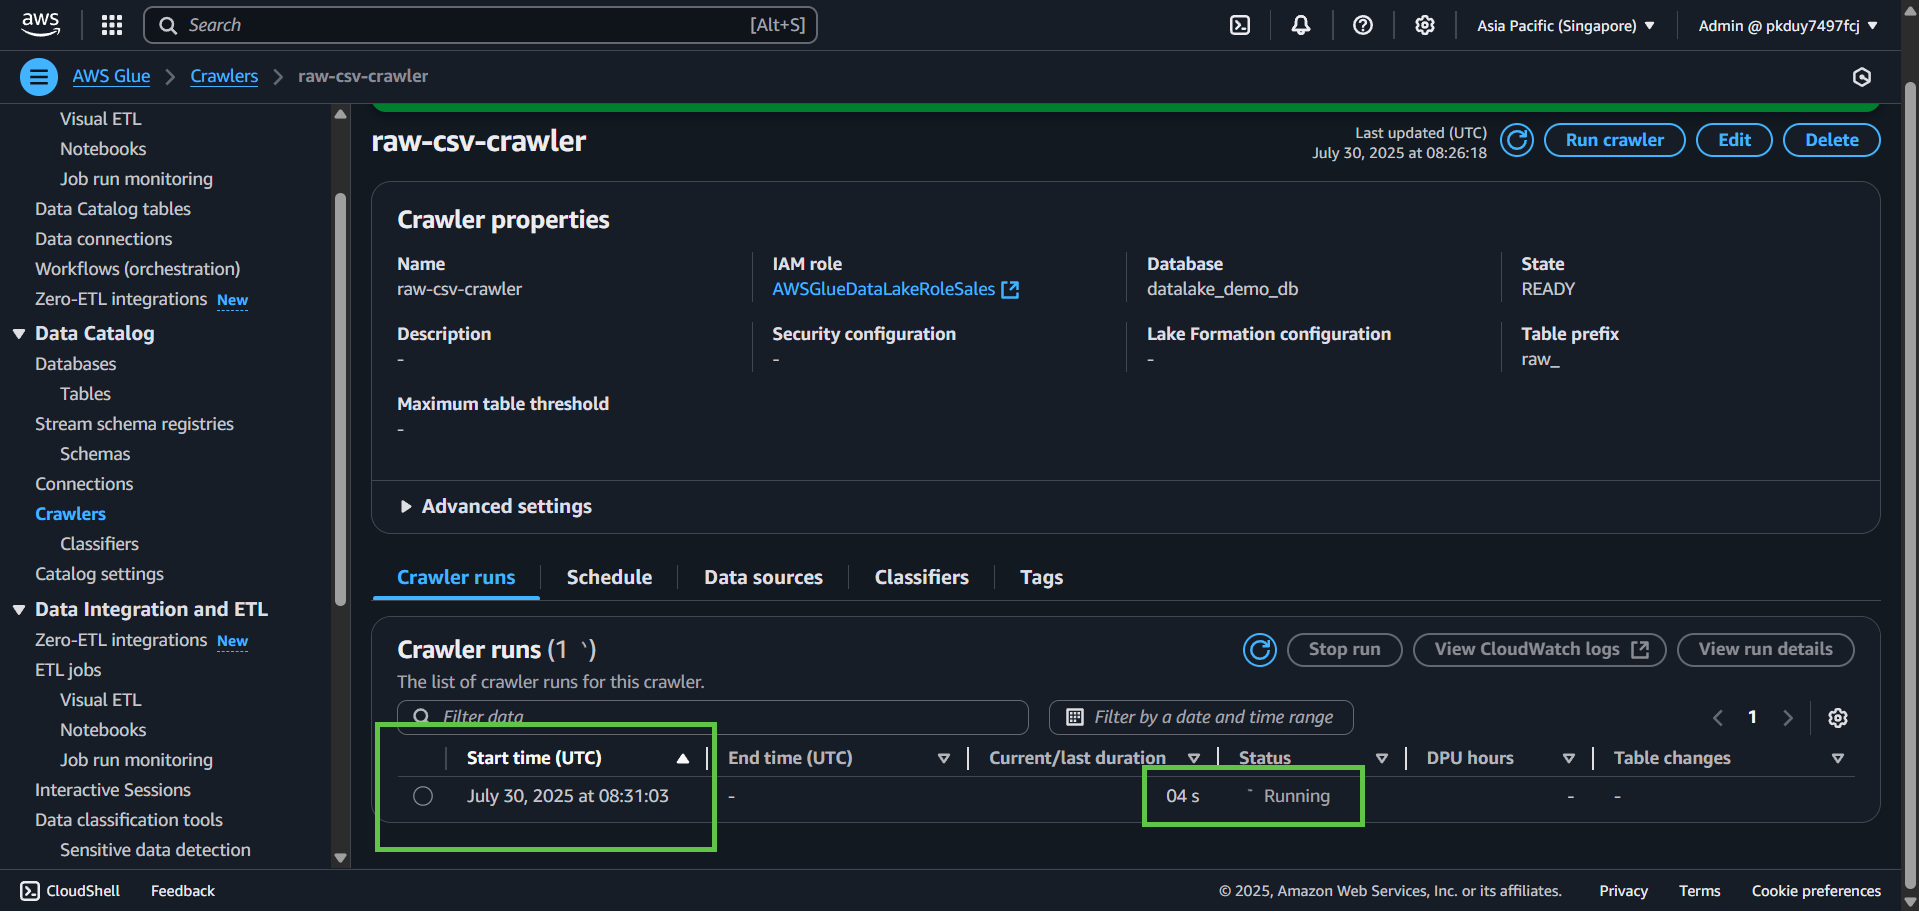 aws
Search [Alt+S]
Asia Pacific (Singapore)
Admin @ pkduy7497fcj
AWS Glue
Crawlers
raw-csv-crawler
Visual ETL
Notebooks
Job run monitoring
Data Catalog tables
Data connections
Workflows (orchestration)
Zero-ETL integrations New
Data Catalog
Databases
Tables
Stream schema registries
Schemas
Connections
Crawlers
Classifiers
Catalog settings
Data Integration and ETL
Zero-ETL integrations New
ETL jobs
Visual ETL
Notebooks
Job run monitoring
Interactive Sessions
Data classification tools
Sensitive data detection
raw-csv-crawler
Last updated (UTC)
July 30, 2025 at 08:26:18
Run crawler
Edit
Delete
Crawler properties
Name
raw-csv-crawler
IAM role
AWSGlueDataLakeRoleSales
Database
datalake_demo_db
State
READY
Description
-
Security configuration
-
Lake Formation configuration
-
Table prefix
raw_
Maximum table threshold
-
Advanced settings
Crawler runs
Schedule
Data sources
Classifiers
Tags
Crawler runs (1 )
The list of crawler runs for this crawler.
Stop run
View CloudWatch logs
View run details
Filter data
Filter by a date and time range
1
Start time (UTC) End time (UTC) Current/last duration Status DPU hours Table changes
July 30, 2025 at 08:31:03 - 04 s Running - -
CloudShell Feedback
© 2025, Amazon Web Services, Inc. or its affiliates. Privacy Terms Cookie preferences